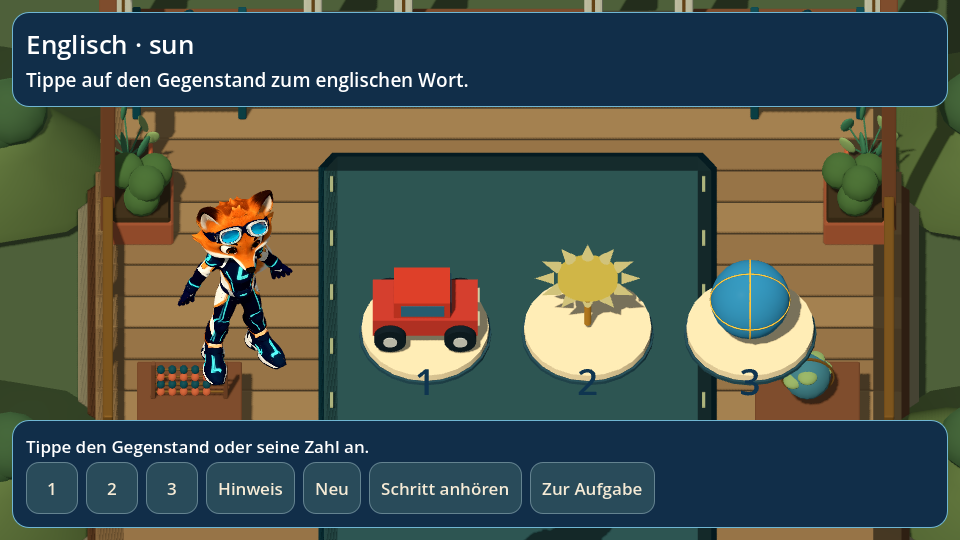 Englisch · sun
Tippe auf den Gegenstand zum englischen Wort.
1 2 3
Tippe den Gegenstand oder seine Zahl an.
1 2 3 Hinweis Neu Schritt anhören Zur Aufgabe